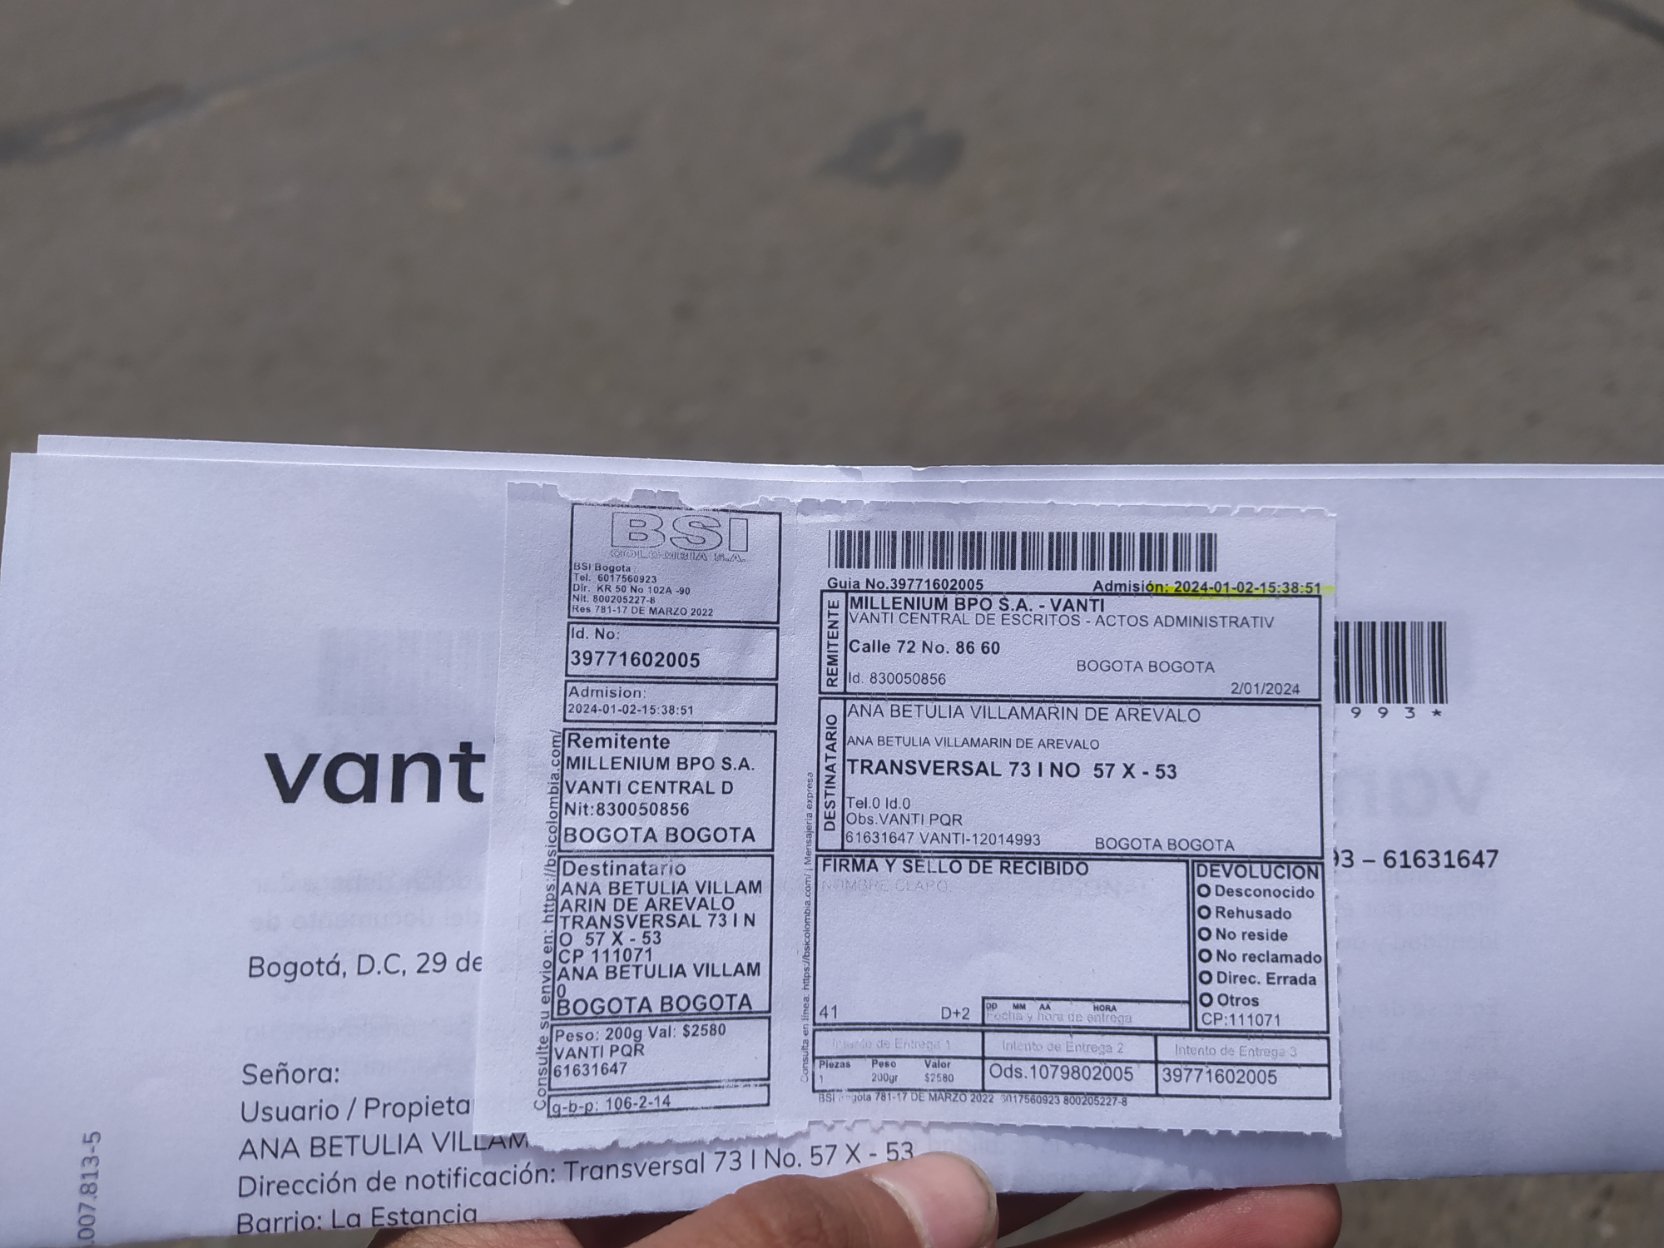 BSI
COLOMBIA S.A.
BSI Bogota
Tel. 6017560923
Dir. KR 50 No 102A -90
Nit. 800205227-8
Res 781-17 DE MARZO 2022
Id. No:
39771602005
Admision:
2024-01-02-15:38:51
Remitente
MILLENIUM BPO S.A.
VANTI CENTRAL D
Nit:830050856
BOGOTA BOGOTA
Destinatario
ANA BETULIA VILLAM
ARIN DE AREVALO
TRANSVERSAL 73 I N
O 57 X - 53
CP 111071
ANA BETULIA VILLAM
0
BOGOTA BOGOTA
Peso: 200g Val: $2580
VANTI PQR
61631647
g-b-p: 106-2-14
Consulte su envio en: https://bsicolombia.com/
Guia No.39771602005 Admisión: 2024-01-02-15:38:51
REMITENTE
MILLENIUM BPO S.A. - VANTI
VANTI CENTRAL DE ESCRITOS - ACTOS ADMINISTRATIV
Calle 72 No. 86 60
BOGOTA BOGOTA
Id. 830050856
2/01/2024
DESTINATARIO
ANA BETULIA VILLAMARIN DE AREVALO
ANA BETULIA VILLAMARIN DE AREVALO
TRANSVERSAL 73 I NO 57 X - 53
Tel.0 Id.0
Obs.VANTI PQR
61631647 VANTI-12014993 BOGOTA BOGOTA
Consulta en linea: https://bsicolombia.com/ | Mensajeria expresa
FIRMA Y SELLO DE RECIBIDO
NOMBRE CLARO
41 D+2
DD MM AA HORA
Fecha y hora de entrega
DEVOLUCION
Desconocido
Rehusado
No reside
No reclamado
Direc. Errada
Otros
CP:111071
Intento de Entrega 1 Intento de Entrega 2 Intento de Entrega 3
Piezas Peso Valor
1 200gr $2580
Ods.1079802005
39771602005
BSI Bogota 781-17 DE MARZO 2022 6017560923 800205227-8
993*
vant
93 – 61631647
Bogotá, D.C, 29 de
Señora:
Usuario / Propieta
ANA BETULIA VILLAM
Dirección de notificación: Transversal 73 I No. 57 X - 53
Barrio: La Estancia
.007.813-5